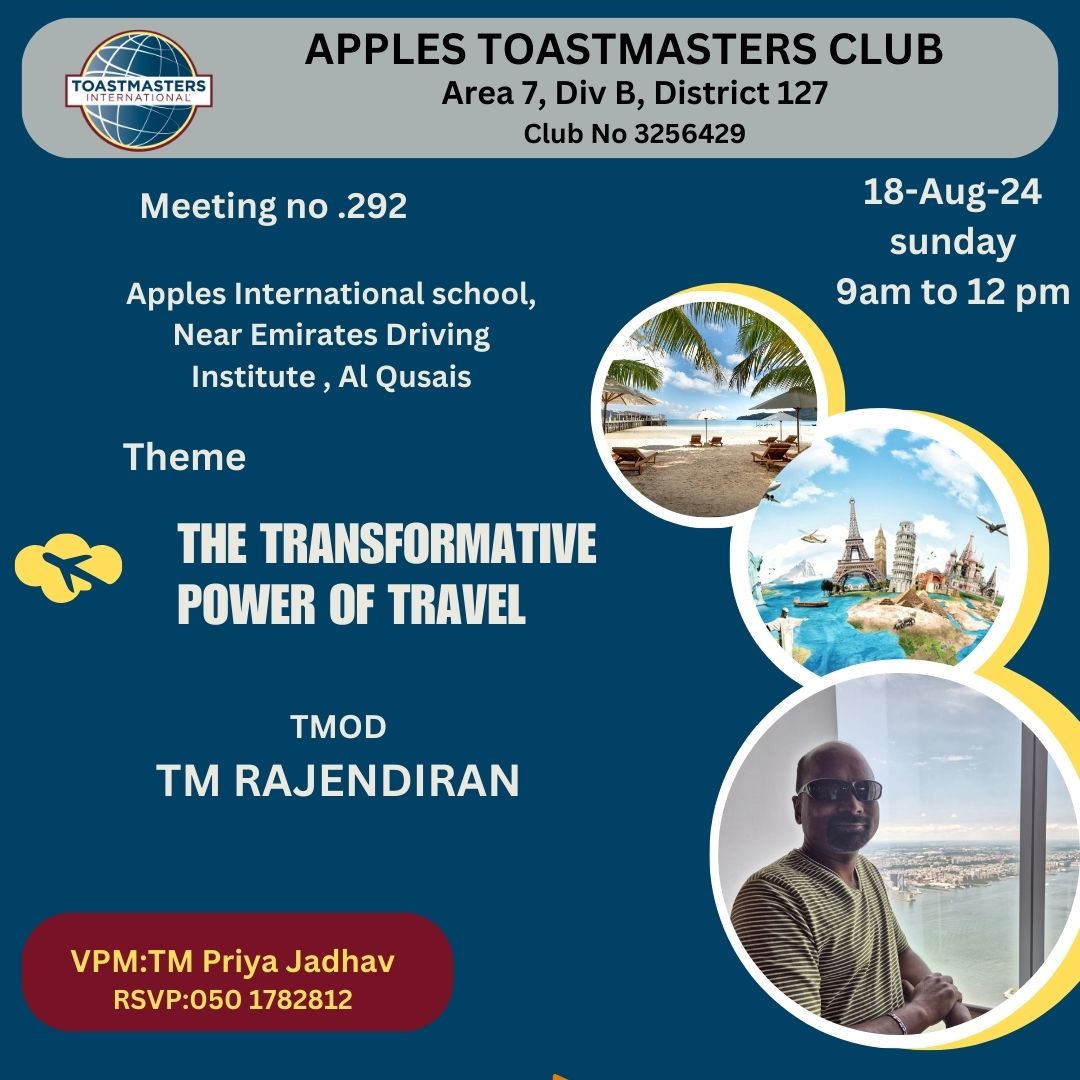 TOASTMASTERS
INTERNATIONAL
APPLES TOASTMASTERS CLUB
Area 7, Div B, District 127
Club No 3256429
Meeting no .292
18-Aug-24
sunday
9am to 12 pm
Apples International school,
Near Emirates Driving
Institute , Al Qusais
Theme
THE TRANSFORMATIVE
POWER OF TRAVEL
TMOD
TM RAJENDIRAN
VPM:TM Priya Jadhav
RSVP:050 1782812